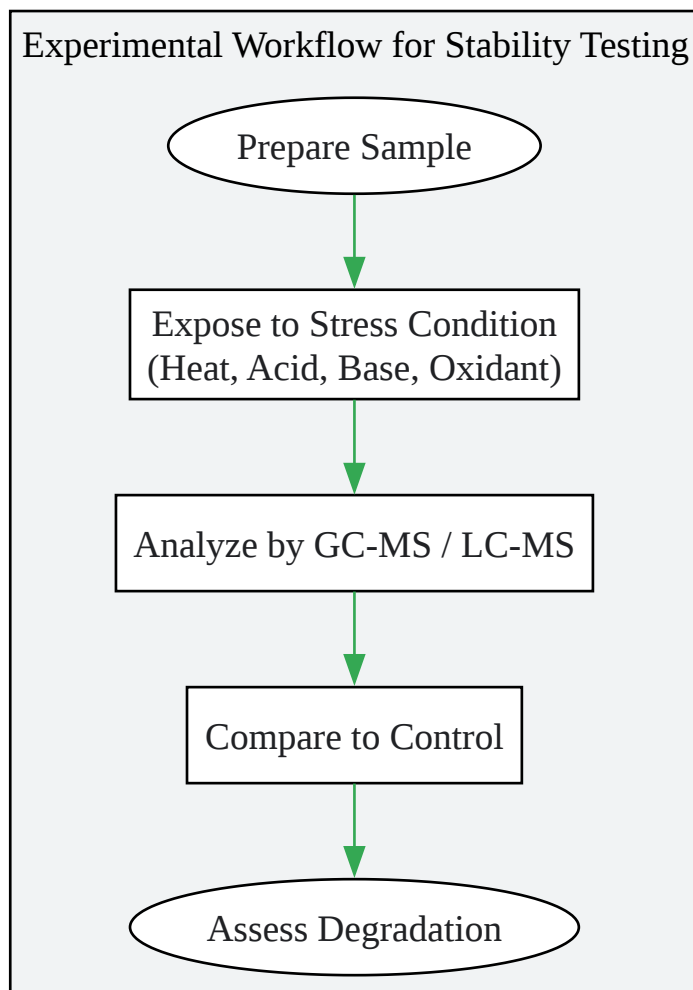 Experimental Workflow for Stability Testing
Prepare Sample
Expose to Stress Condition
(Heat, Acid, Base, Oxidant)
Analyze by GC-MS / LC-MS
Compare to Control
Assess Degradation